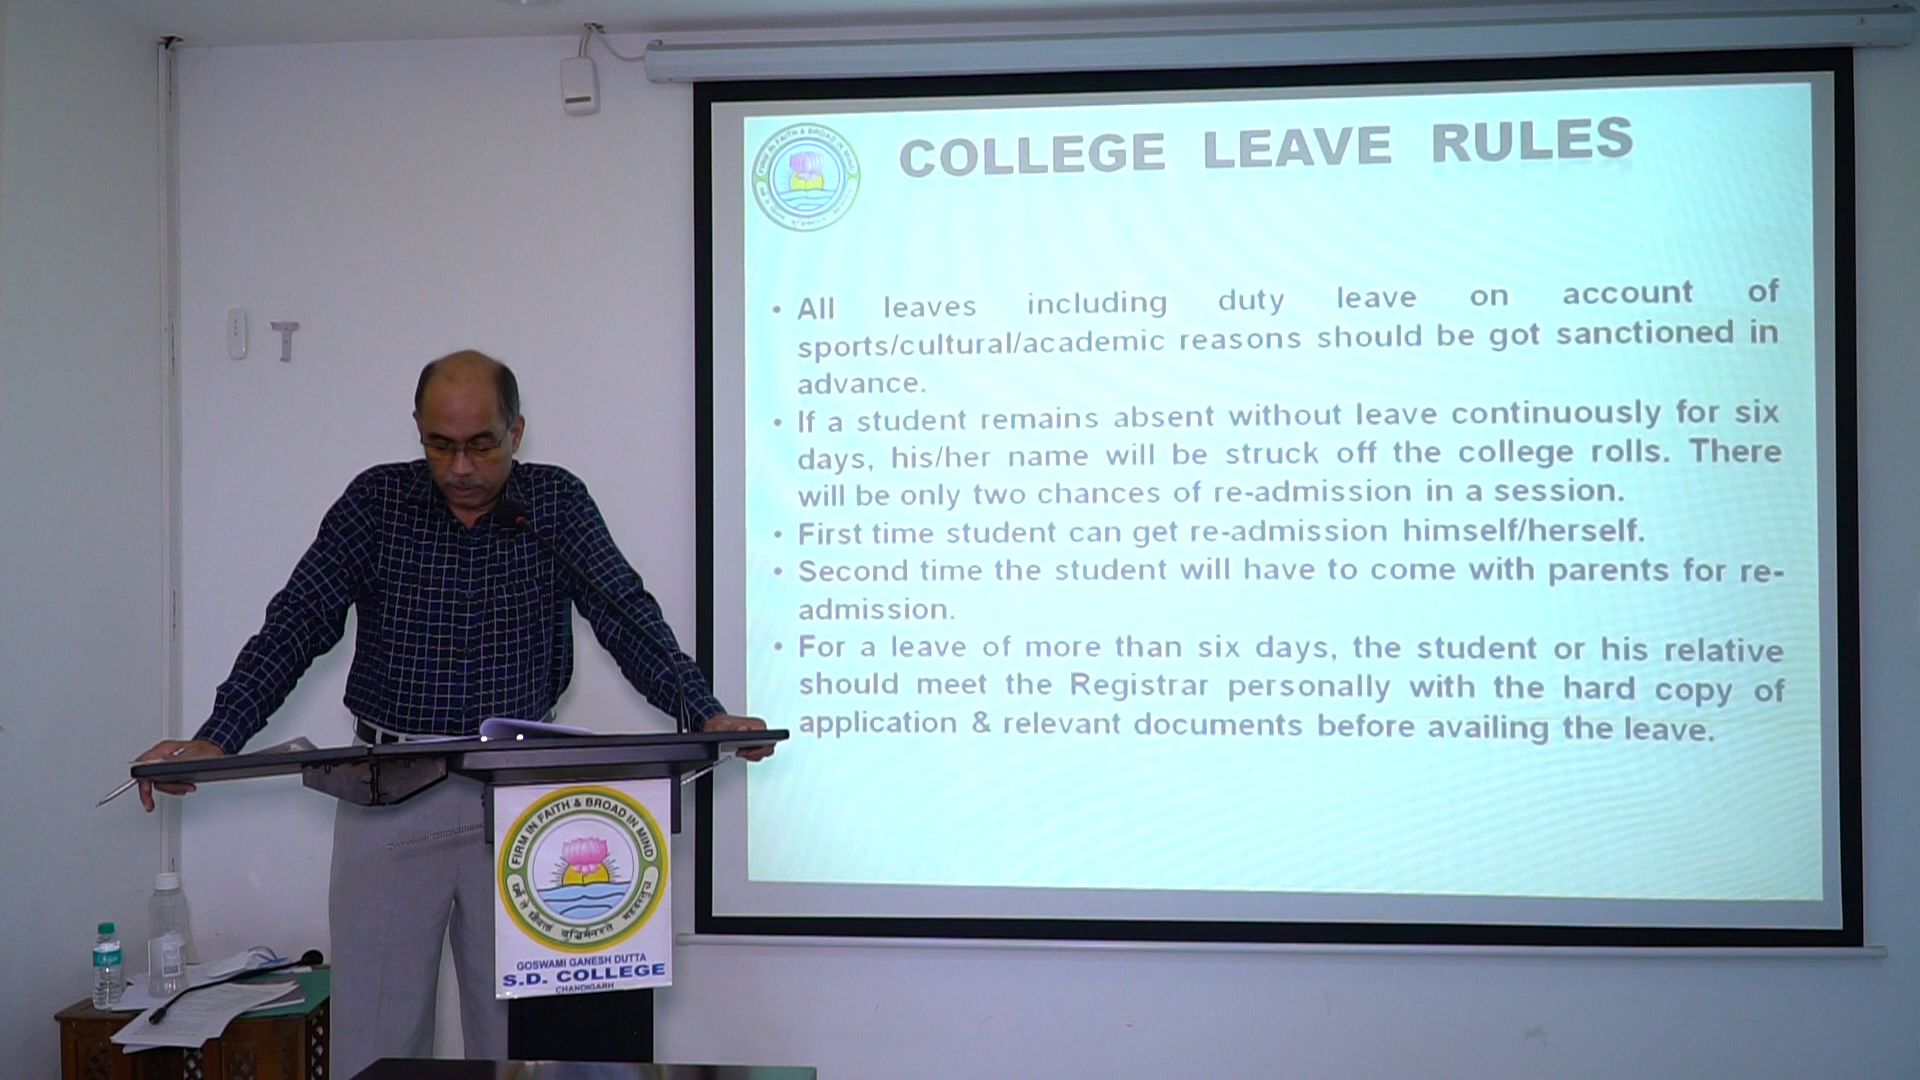 COLLEGE LEAVE RULES
• All leaves including duty leave on account of
sports/cultural/academic reasons should be got sanctioned in
advance.
• If a student remains absent without leave continuously for six
days, his/her name will be struck off the college rolls. There
will be only two chances of re-admission in a session.
• First time student can get re-admission himself/herself.
• Second time the student will have to come with parents for re-
admission.
• For a leave of more than six days, the student or his relative
should meet the Registrar personally with the hard copy of
application & relevant documents before availing the leave.
FIRM IN FAITH & BROAD IN MIND
GOSWAMI GANESH DUTTA
S.D. COLLEGE
CHANDIGARH